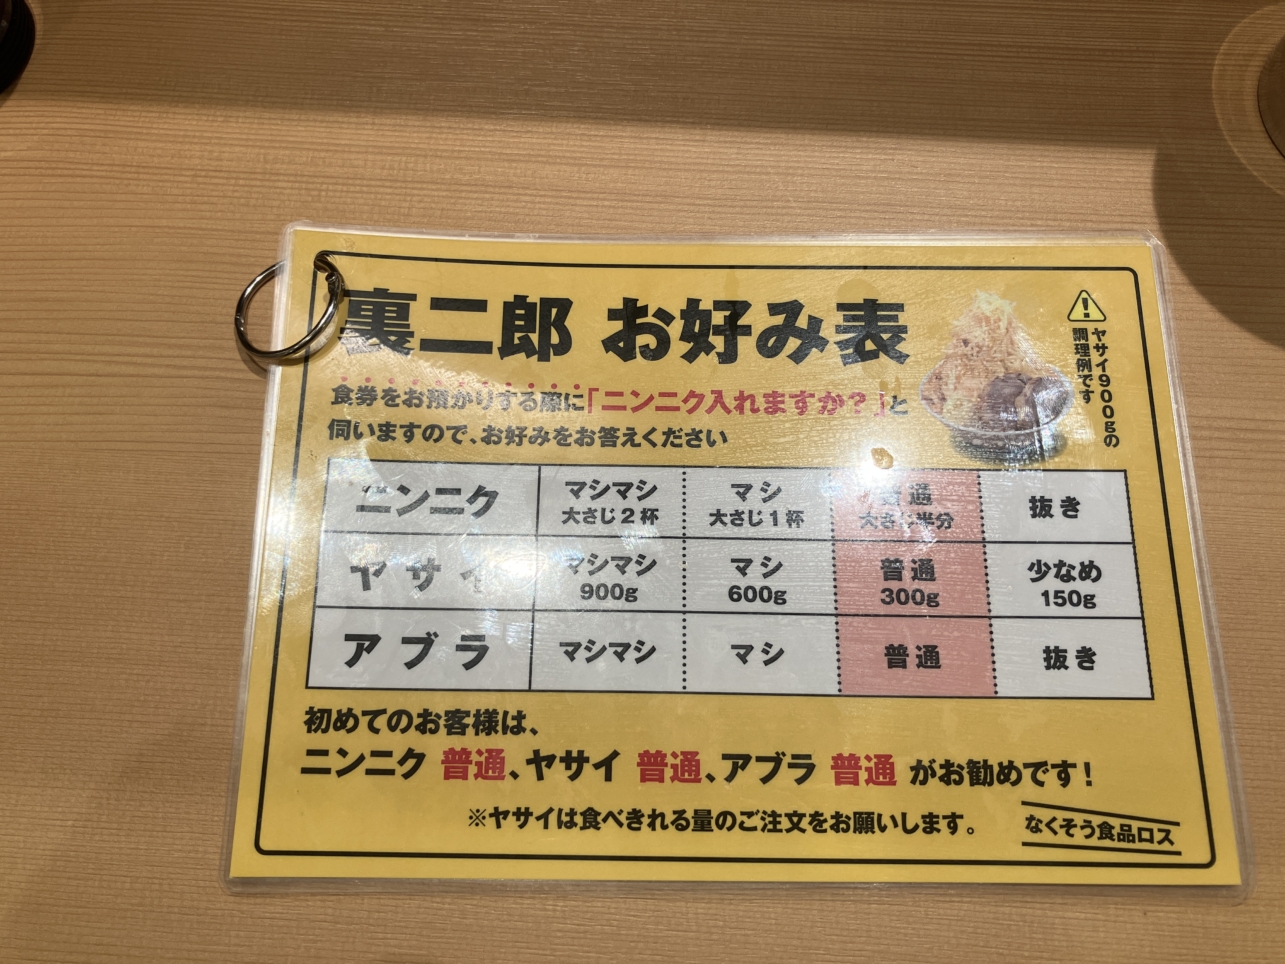 裏二郎 お好み表
食券をお預かりする際に「ニンニク入れますか？」と
伺いますので、お好みをお答えください
ヤサイ900gの
調理例です
ニンニク マシマシ 大さじ2杯 マシ 大さじ1杯 普通 大さじ半分 抜き
ヤサイ マシマシ 900g マシ 600g 普通 300g 少なめ 150g
アブラ マシマシ マシ 普通 抜き
初めてのお客様は、
ニンニク 普通、ヤサイ 普通、アブラ 普通 がお勧めです！
※ヤサイは食べきれる量のご注文をお願いします。
なくそう食品ロス